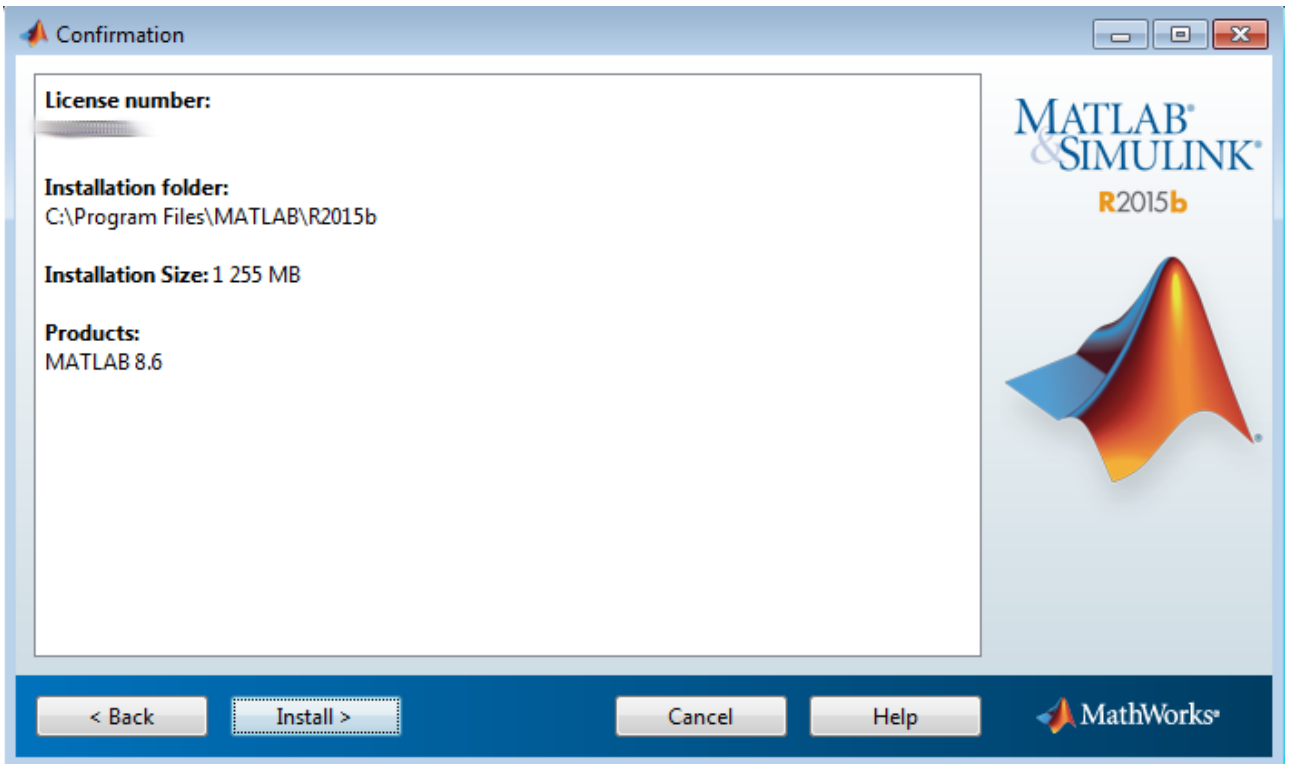 Confirmation
License number:
Installation folder:
C:\Program Files\MATLAB\R2015b
Installation Size: 1 255 MB
Products:
MATLAB 8.6
MATLAB®
&SIMULINK®
R2015b
®
< Back
Install >
Cancel
Help
MathWorks®